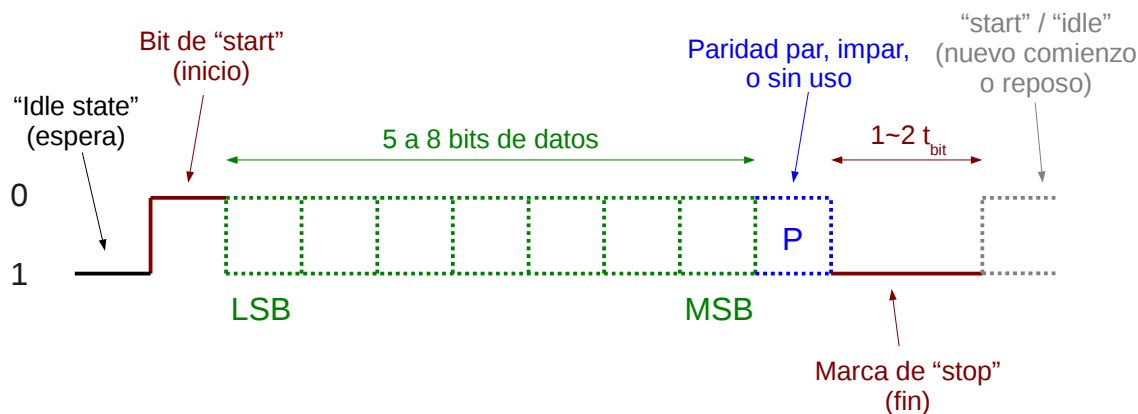 Bit de “start”
(inicio)
“Idle state”
(espera)
5 a 8 bits de datos
Paridad par, impar,
o sin uso
1~2 t_bit
“start” / “idle”
(nuevo comienzo
o reposo)
0
1
P
LSB
MSB
Marca de “stop”
(fin)